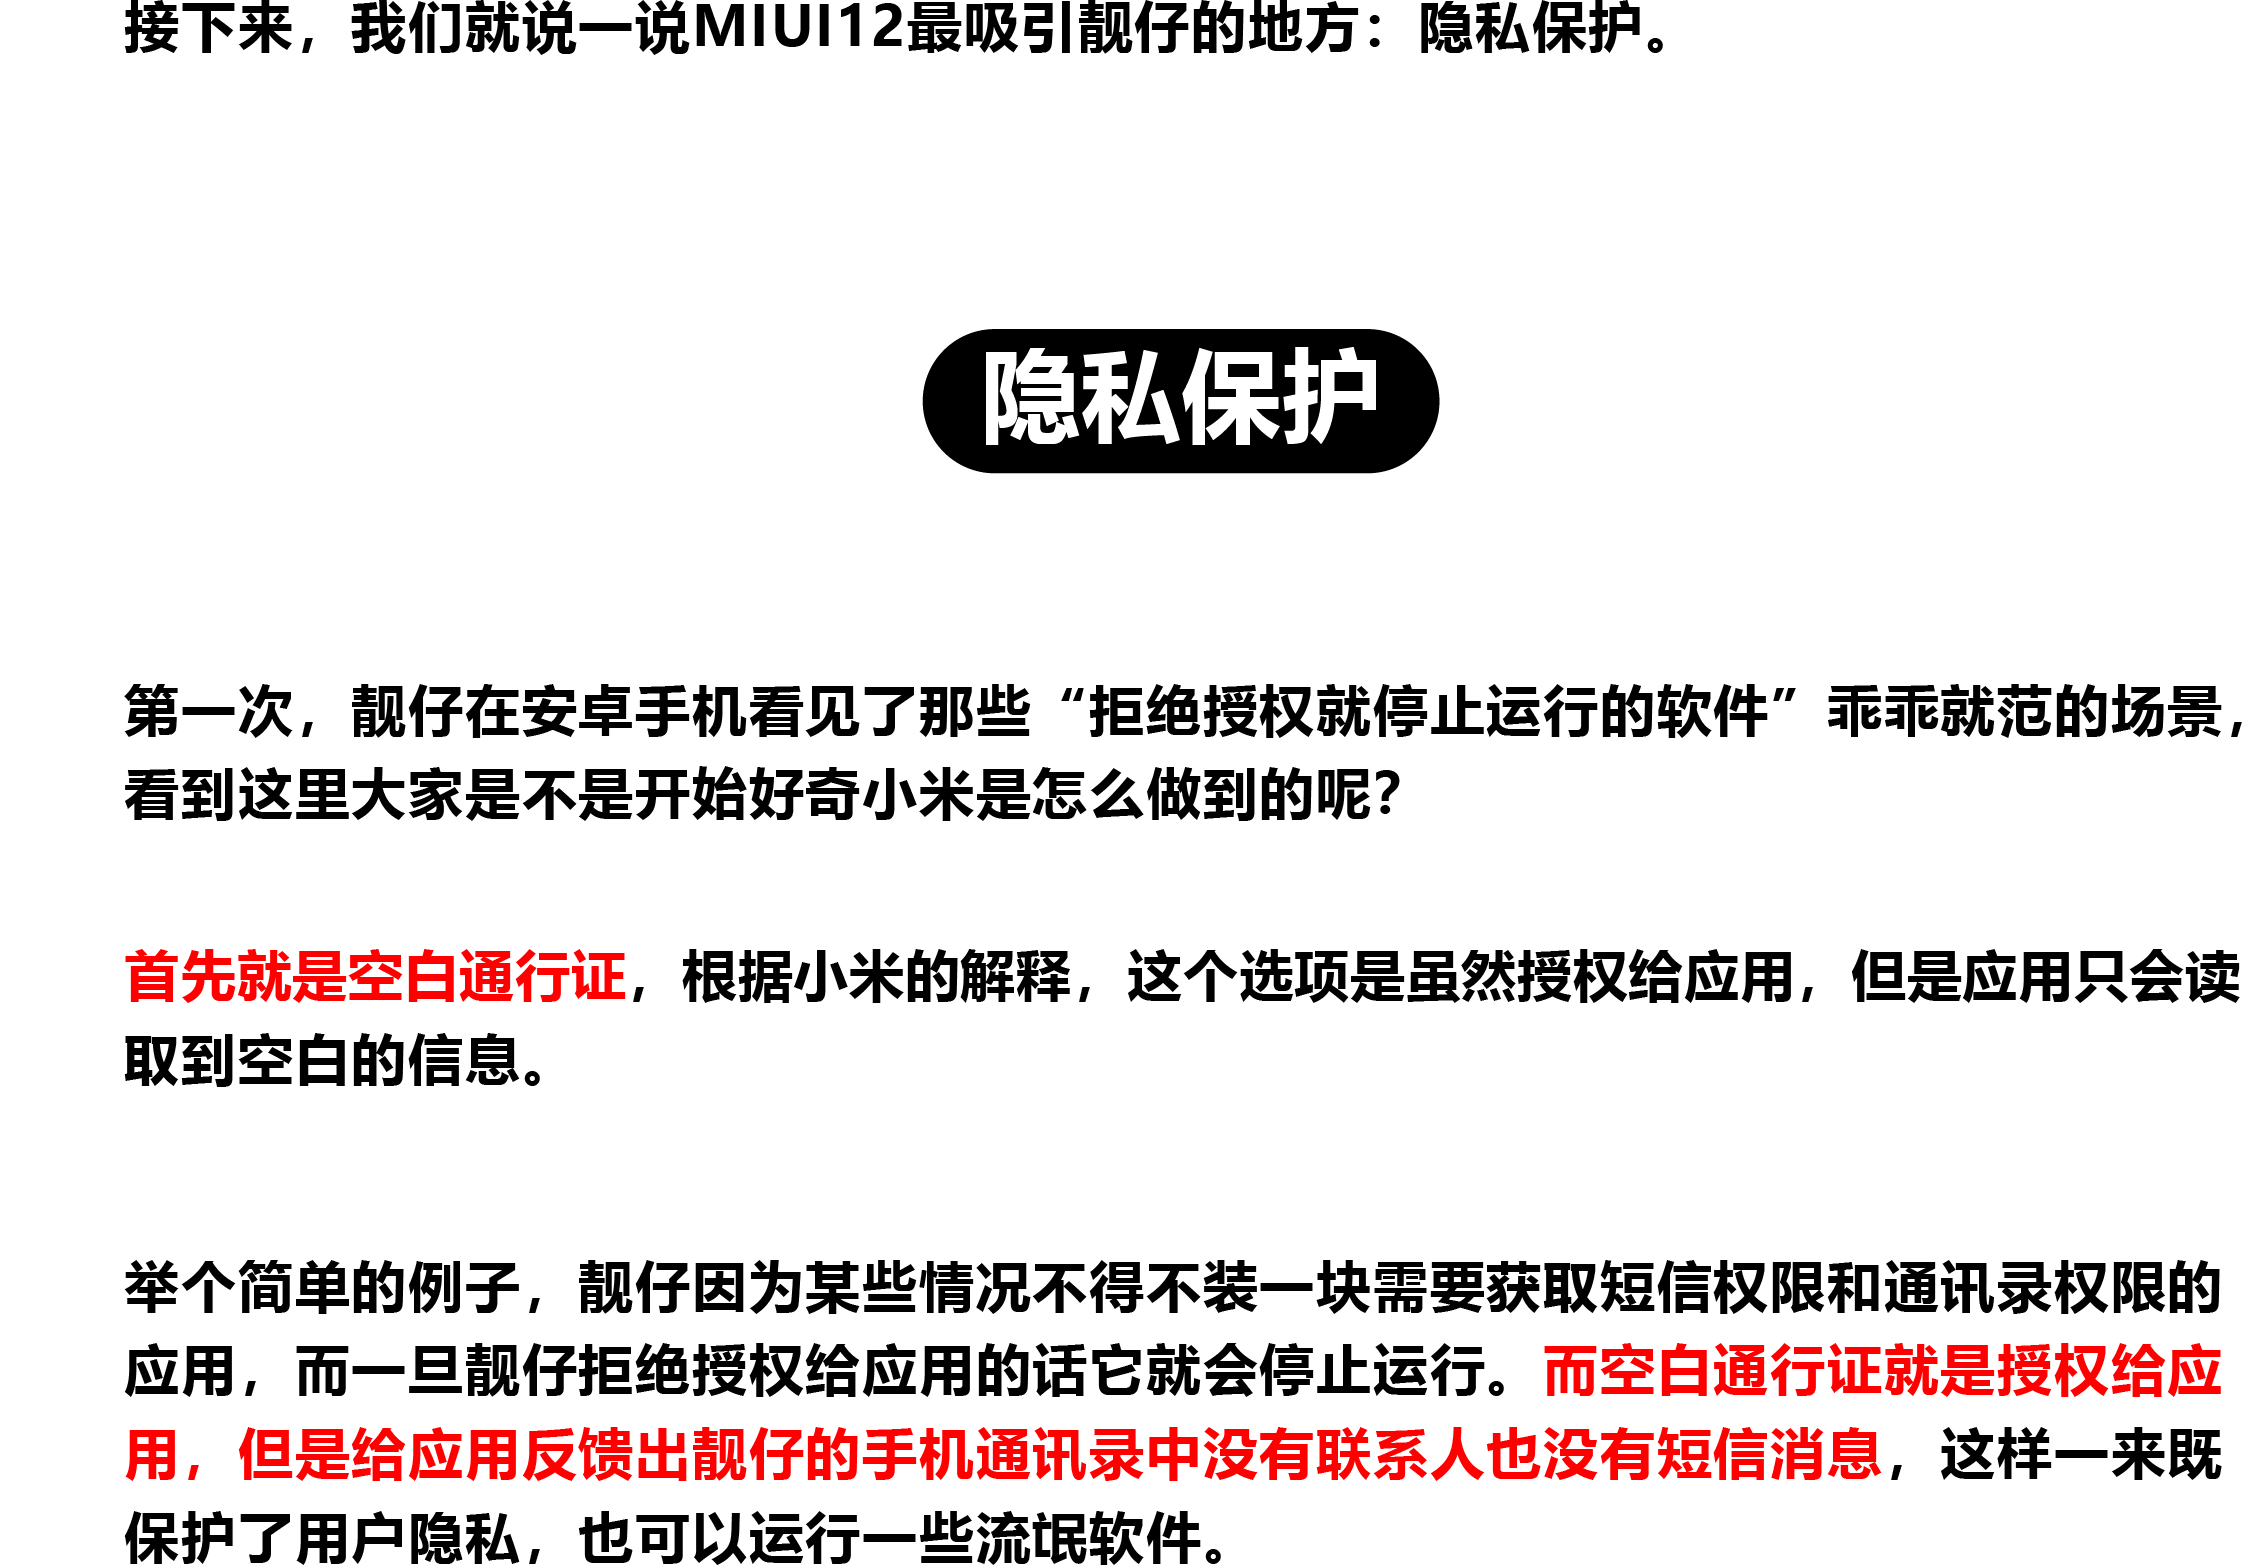 接下来，我们就说一说MIUI12最吸引靓仔的地方：隐私保护。
隐私保护
第一次，靓仔在安卓手机看见了那些“拒绝授权就停止运行的软件”乖乖就范的场景，
看到这里大家是不是开始好奇小米是怎么做到的呢？
首先就是空白通行证，根据小米的解释，这个选项是虽然授权给应用，但是应用只会读
取到空白的信息。
举个简单的例子，靓仔因为某些情况不得不装一块需要获取短信权限和通讯录权限的
应用，而一旦靓仔拒绝授权给应用的话它就会停止运行。而空白通行证就是授权给应
用，但是给应用反馈出靓仔的手机通讯录中没有联系人也没有短信消息，这样一来既
保护了用户隐私，也可以运行一些流氓软件。